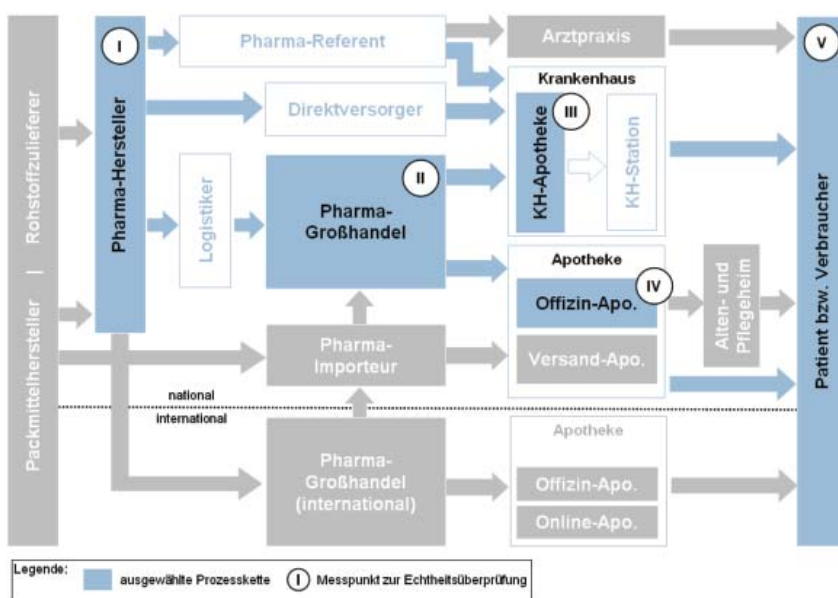 Packmittelhersteller | Rohstoffzulieferer
Pharma-Hersteller
I
Pharma-Referent
Arztpraxis
V
Krankenhaus
Direktversorger
KH-Apotheke
III
KH-Station
Logistiker
Pharma-
Großhandel
II
Apotheke
Offizin-Apo.
IV
Versand-Apo.
Alten- und
Pflegeheim
Patient bzw. Verbraucher
Pharma-
Importeur
national
international
Pharma-
Großhandel
(international)
Apotheke
Offizin-Apo.
Online-Apo.
Legende:
ausgewählte Prozesskette
I
Messpunkt zur Echtheitsüberprüfung